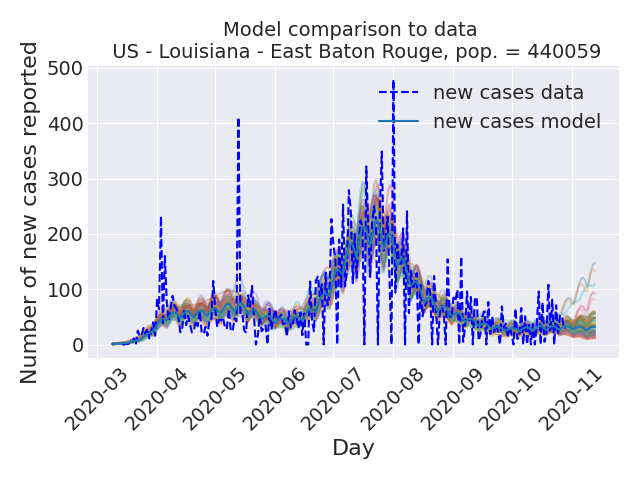 Model comparison to data
US - Louisiana - East Baton Rouge, pop. = 440059
Number of new cases reported
500
400
300
200
100
0
new cases data
new cases model
2020-03
2020-04
2020-05
2020-06
2020-07
2020-08
2020-09
2020-10
2020-11
Day